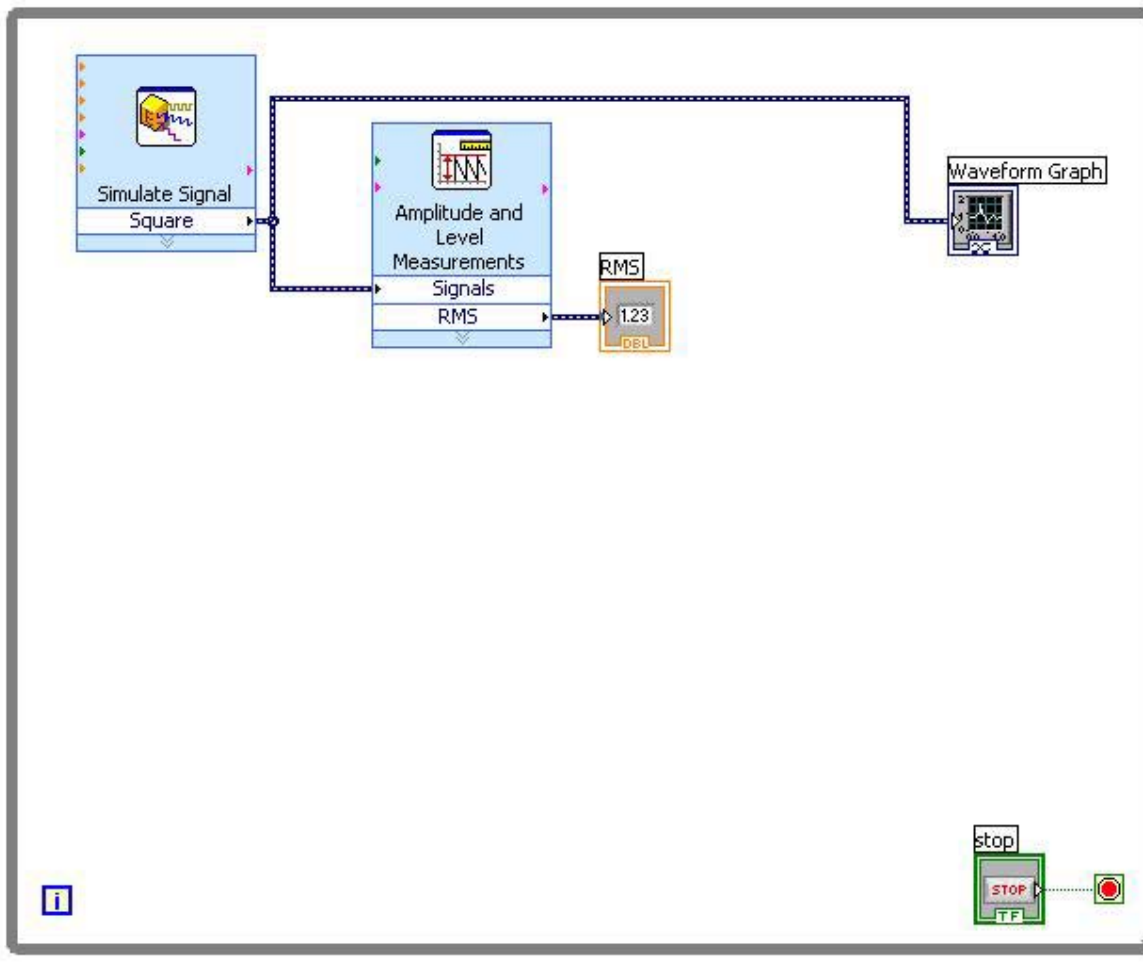 Simulate Signal
Square
Amplitude and
Level
Measurements
Signals
RMS
RMS
1.23
DBL
Waveform Graph
stop
STOP
TF
i